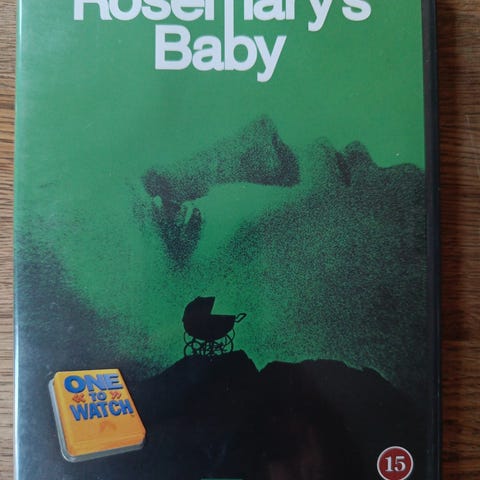 Rosemary's
Baby
ONE
« TO »
WATCH
15